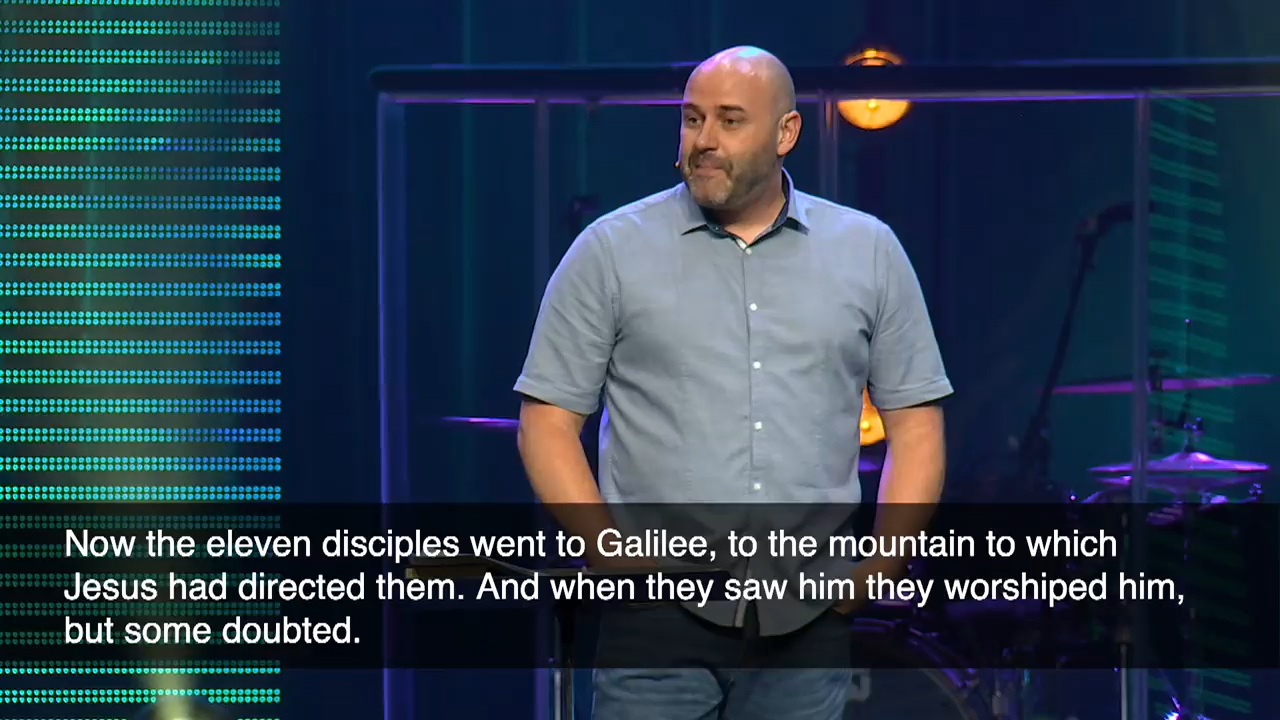 Now the eleven disciples went to Galilee, to the mountain to which
Jesus had directed them. And when they saw him they worshiped him,
but some doubted.